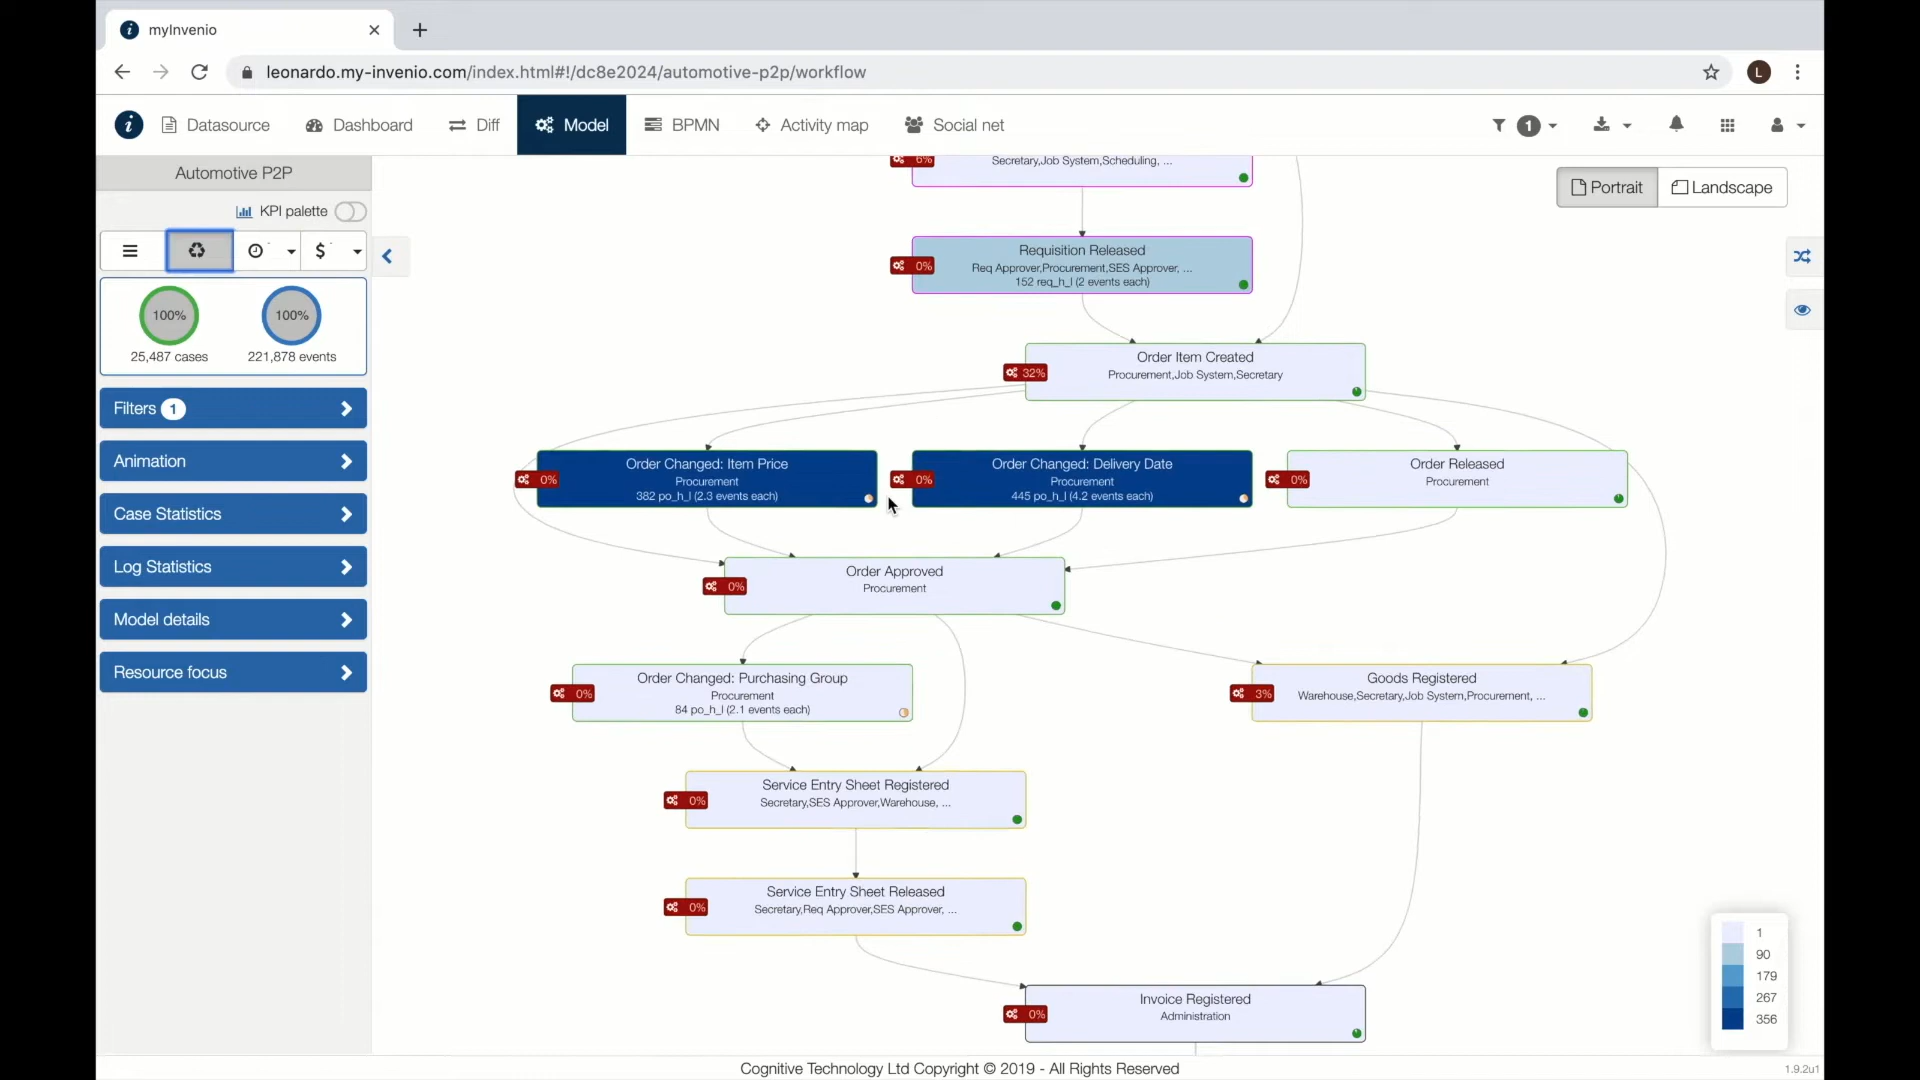 myInvenio
leonardo.my-invenio.com/index.html#!/dc8e2024/automotive-p2p/workflow
L
Datasource
Dashboard
Diff
Model
BPMN
Activity map
Social net
1
Automotive P2P
KPI palette
$
100%
25,487 cases
100%
221,878 events
Filters 1
Animation
Case Statistics
Log Statistics
Model details
Resource focus
Portrait
Landscape
6%
Secretary,Job System,Scheduling, ...
0%
Requisition Released
Req Approver,Procurement,SES Approver, ...
152 req_h_l (2 events each)
32%
Order Item Created
Procurement,Job System,Secretary
0%
Order Changed: Item Price
Procurement
382 po_h_l (2.3 events each)
0%
Order Changed: Delivery Date
Procurement
445 po_h_l (4.2 events each)
0%
Order Released
Procurement
0%
Order Approved
Procurement
0%
Order Changed: Purchasing Group
Procurement
84 po_h_l (2.1 events each)
3%
Goods Registered
Warehouse,Secretary,Job System,Procurement, ...
0%
Service Entry Sheet Registered
Secretary,SES Approver,Warehouse, ...
0%
Service Entry Sheet Released
Secretary,Req Approver,SES Approver, ...
0%
Invoice Registered
Administration
1
90
179
267
356
Cognitive Technology Ltd Copyright © 2019 - All Rights Reserved
1.9.2u1